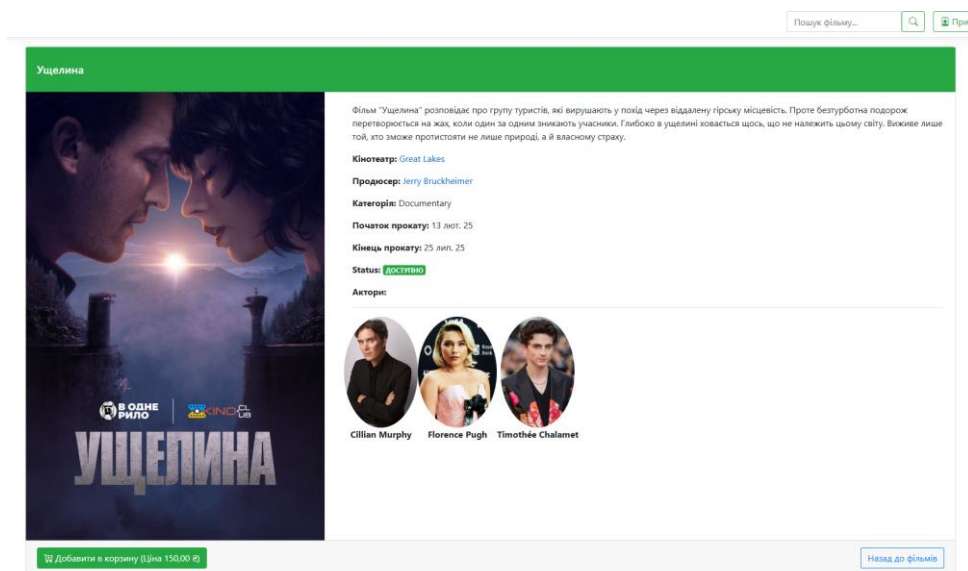 Пошук фільму...
При
Ущелина
Фільм "Ущелина" розповідає про групу туристів, які вирушають у похід через віддалену гірську місцевість. Проте безтурботна подорож
перетворюється на жах, коли один за одним зникають учасники. Глибоко в ущелині ховається щось, що не належить цьому світу. Виживе лише
той, хто зможе протистояти не лише природі, а й власному страху.
Кінотеатр: Great Lakes
Продюсер: Jerry Bruckheimer
Категорія: Documentary
Початок прокату: 13 лют. 25
Кінець прокату: 25 лип. 25
Status: ДОСТУПНО
Актори:
Cillian Murphy Florence Pugh Timothée Chalamet
В ОДНЕ
РИЛО
KINO CL
UB
УЩЕЛИНА
Добавити в корзину (Ціна 150,00 ₴)
Назад до фільмів